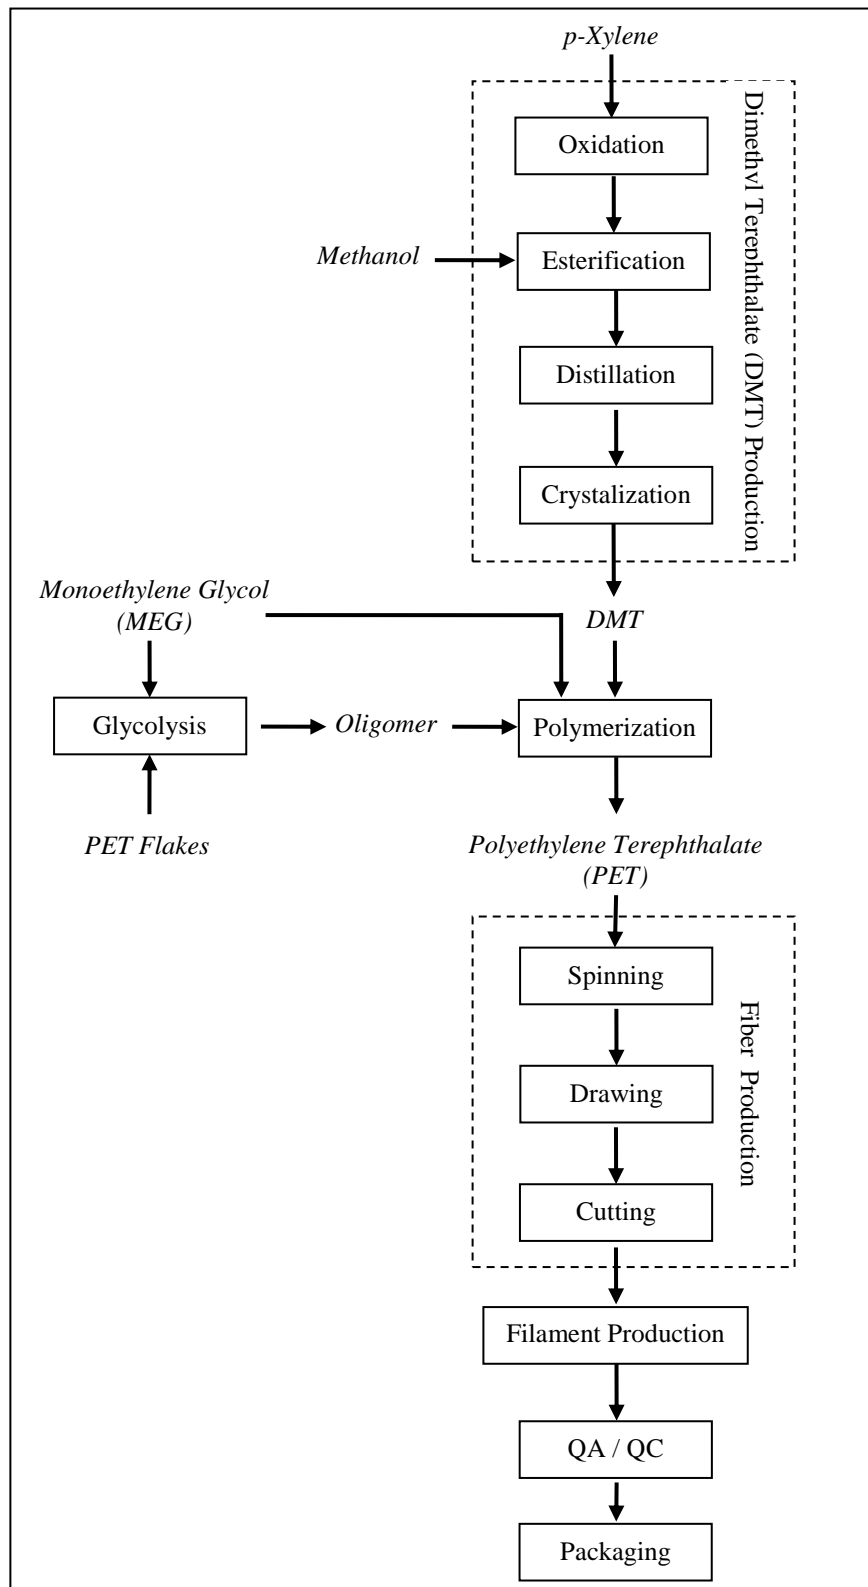 p-Xylene
Oxidation
Methanol
Esterification
Distillation
Crystalization
Dimethyl Terephthalate (DMT) Production
Monoethylene Glycol
(MEG)
DMT
Glycolysis
Oligomer
Polymerization
PET Flakes
Polyethylene Terephthalate
(PET)
Spinning
Drawing
Cutting
Fiber Production
Filament Production
QA / QC
Packaging